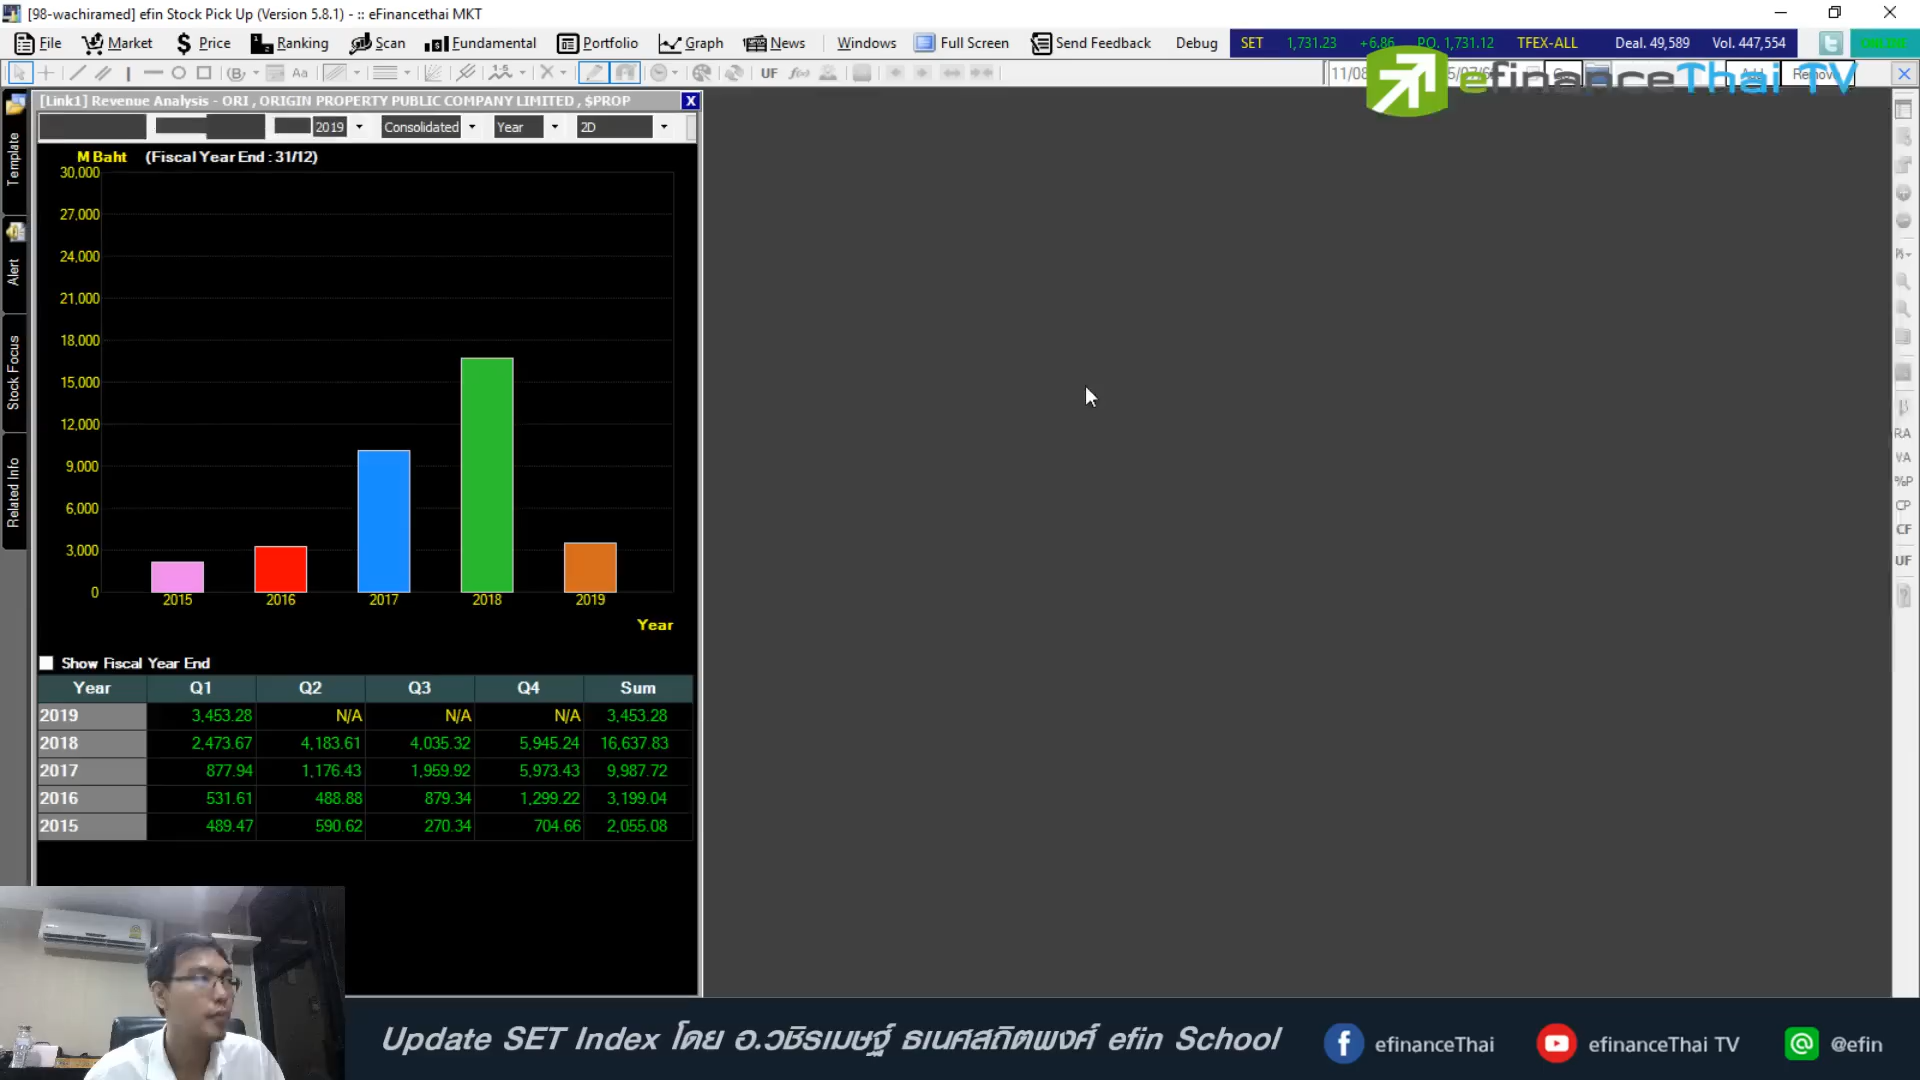 [98-wachiramed] efin Stock Pick Up (Version 5.8.1) - :: eFinancethai MKT
File Market Price Ranking Scan Fundamental Portfolio Graph News Windows Full Screen Send Feedback Debug
SET 1,731.23 +6.86 PO. 1,731.12 TFEX-ALL Deal. 49,589 Vol. 447,554
efinanceThai TV
Aa UF f(x)
[Link1] Revenue Analysis - ORI , ORIGIN PROPERTY PUBLIC COMPANY LIMITED , $PROP X
2019 Consolidated Year 2D
Template
Alert
Stock Focus
Related Info
M Baht (Fiscal Year End : 31/12)
30,000
27,000
24,000
21,000
18,000
15,000
12,000
9,000
6,000
3,000
0
2015 2016 2017 2018 2019
Year
Show Fiscal Year End
Year Q1 Q2 Q3 Q4 Sum
2019 3,453.28 N/A N/A N/A 3,453.28
2018 2,473.67 4,183.61 4,035.32 5,945.24 16,637.83
2017 877.94 1,176.43 1,959.92 5,973.43 9,987.72
2016 531.61 488.88 879.34 1,299.22 3,199.04
2015 489.47 590.62 270.34 704.66 2,055.08
RA
VA
%P
CP
CF
UF
Update SET Index โดย อ.วชิรเมษฐ์ ธเนศสถิตพงศ์ efin School
efinanceThai
efinanceThai TV
@efin